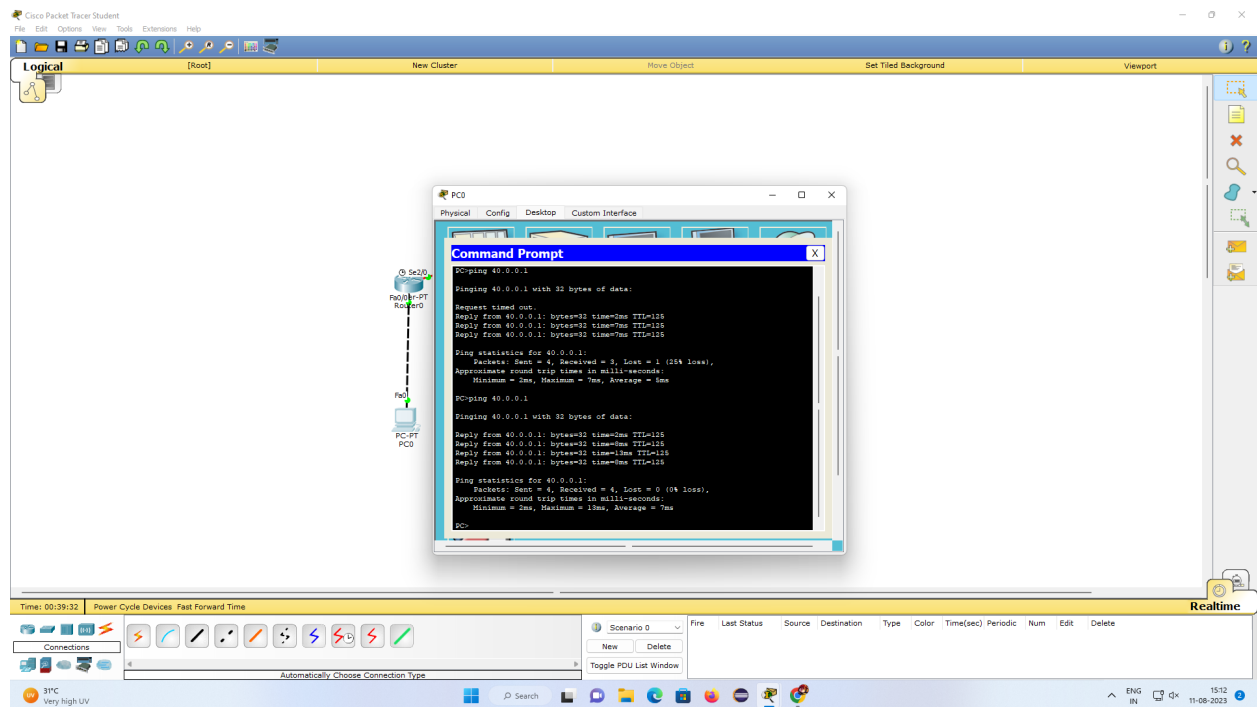 Cisco Packet Tracer Student
File Edit Options View Tools Extensions Help
Logical [Root] New Cluster Move Object Set Tiled Background Viewport
PC0
Physical Config Desktop Custom Interface
Command Prompt X
PC>ping 40.0.0.1
Pinging 40.0.0.1 with 32 bytes of data:
Request timed out.
Reply from 40.0.0.1: bytes=32 time=2ms TTL=125
Reply from 40.0.0.1: bytes=32 time=7ms TTL=125
Reply from 40.0.0.1: bytes=32 time=7ms TTL=125
Ping statistics for 40.0.0.1:
Packets: Sent = 4, Received = 3, Lost = 1 (25% loss),
Approximate round trip times in milli-seconds:
Minimum = 2ms, Maximum = 7ms, Average = 5ms
PC>ping 40.0.0.1
Pinging 40.0.0.1 with 32 bytes of data:
Reply from 40.0.0.1: bytes=32 time=2ms TTL=125
Reply from 40.0.0.1: bytes=32 time=8ms TTL=125
Reply from 40.0.0.1: bytes=32 time=13ms TTL=125
Reply from 40.0.0.1: bytes=32 time=8ms TTL=125
Ping statistics for 40.0.0.1:
Packets: Sent = 4, Received = 4, Lost = 0 (0% loss),
Approximate round trip times in milli-seconds:
Minimum = 2ms, Maximum = 13ms, Average = 7ms
PC>
Se2/0
Fa0/0er-PT
Router0
Fa0
PC-PT
PC0
Time: 00:39:32 Power Cycle Devices Fast Forward Time Realtime
Connections
Automatically Choose Connection Type
Scenario 0
New Delete
Toggle PDU List Window
Fire Last Status Source Destination Type Color Time(sec) Periodic Num Edit Delete
UV
31°C
Very high UV
Search
ENG
IN
15:12
11-08-2023
2